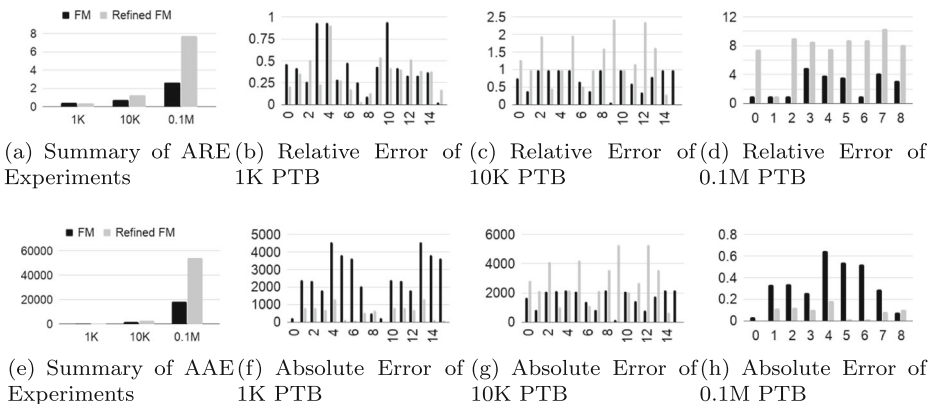 FM Refined FM
8
6
4
2
0
1K 10K 0.1M
1
0.75
0.5
0.25
0
0 2 4 6 8 10 12 14
2.5
2
1.5
1
0.5
0
0 2 4 6 8 10 12 14
12
9
6
3
0
0 1 2 3 4 5 6 7 8
(a) Summary of ARE Experiments
(b) Relative Error of 1K PTB
(c) Relative Error of 10K PTB
(d) Relative Error of 0.1M PTB
FM Refined FM
60000
40000
20000
0
1K 10K 0.1M
5000
4000
3000
2000
1000
0
0 2 4 6 8 10 12 14
6000
4000
2000
0
0 2 4 6 8 10 12 14
0.8
0.6
0.4
0.2
0
0 1 2 3 4 5 6 7 8
(e) Summary of AAE Experiments
(f) Absolute Error of 1K PTB
(g) Absolute Error of 10K PTB
(h) Absolute Error of 0.1M PTB